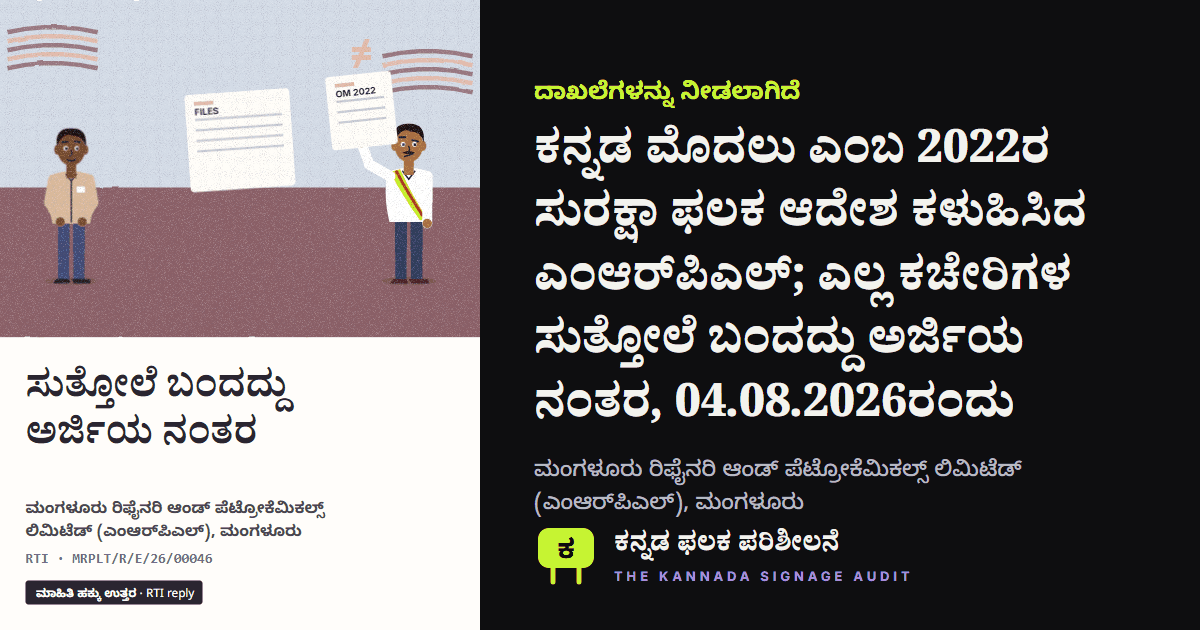 ≠
FILES
OM 2022
ಸುತ್ತೋಲೆ ಬಂದದ್ದು
ಅರ್ಜಿಯ ನಂತರ
ಮಂಗಳೂರು ರಿಫೈನರಿ ಆಂಡ್ ಪೆಟ್ರೋಕೆಮಿಕಲ್ಸ್
ಲಿಮಿಟೆಡ್ (ಎಂಆರ್‌ಪಿಎಲ್), ಮಂಗಳೂರು
RTI · MRPLT/R/E/26/00046
ಮಾಹಿತಿ ಹಕ್ಕು ಉತ್ತರ · RTI reply
ದಾಖಲೆಗಳನ್ನು ನೀಡಲಾಗಿದೆ
ಕನ್ನಡ ಮೊದಲು ಎಂಬ 2022ರ
ಸುರಕ್ಷಾ ಫಲಕ ಆದೇಶ ಕಳುಹಿಸಿದ
ಎಂಆರ್‌ಪಿಎಲ್; ಎಲ್ಲ ಕಚೇರಿಗಳ
ಸುತ್ತೋಲೆ ಬಂದದ್ದು ಅರ್ಜಿಯ
ನಂತರ, 04.08.2026ರಂದು
ಮಂಗಳೂರು ರಿಫೈನರಿ ಆಂಡ್ ಪೆಟ್ರೋಕೆಮಿಕಲ್ಸ್ ಲಿಮಿಟೆಡ್
(ಎಂಆರ್‌ಪಿಎಲ್), ಮಂಗಳೂರು
ಕ
ಕನ್ನಡ ಫಲಕ ಪರಿಶೀಲನೆ
THE KANNADA SIGNAGE AUDIT